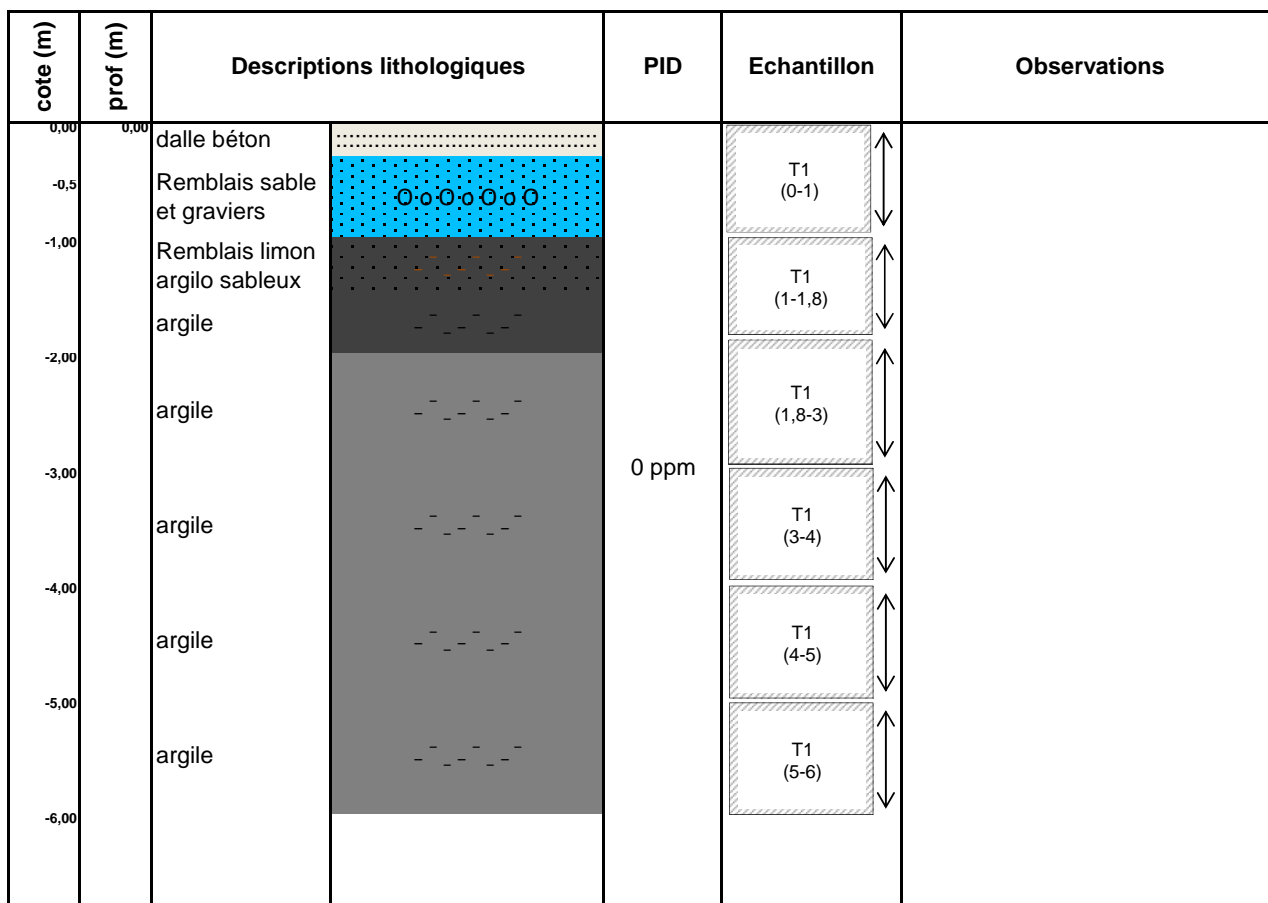 cote (m)
prof (m)
Descriptions lithologiques
PID
Echantillon
Observations
0,00
0,00
dalle béton
-0,5
Remblais sable
et graviers
O o O o O o O
T1
(0-1)
-1,00
Remblais limon
argilo sableux
T1
(1-1,8)
argile
-2,00
argile
T1
(1,8-3)
-3,00
0 ppm
argile
T1
(3-4)
-4,00
argile
T1
(4-5)
-5,00
argile
T1
(5-6)
-6,00